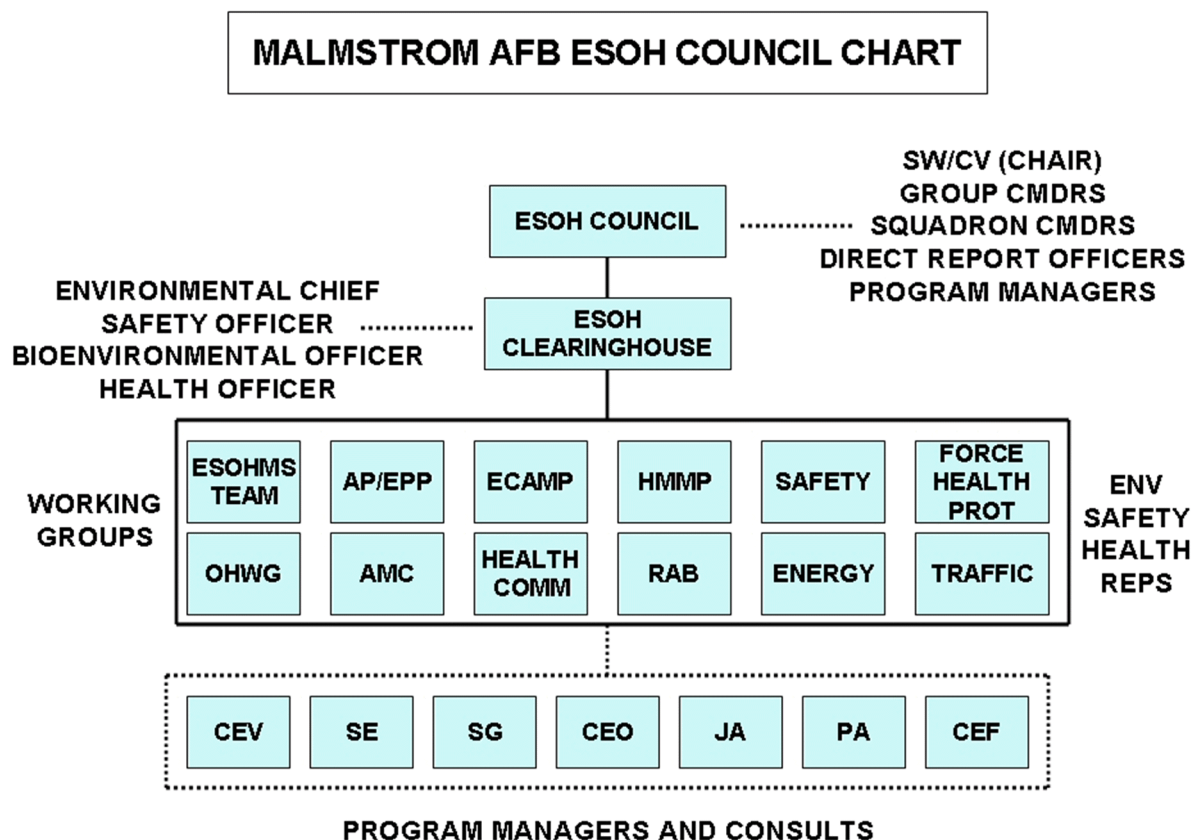 MALMSTROM AFB ESOH COUNCIL CHART
SW/CV (CHAIR)
GROUP CMDRS
SQUADRON CMDRS
DIRECT REPORT OFFICERS
PROGRAM MANAGERS
ESOH COUNCIL
ENVIRONMENTAL CHIEF
SAFETY OFFICER
BIOENVIRONMENTAL OFFICER
HEALTH OFFICER
ESOH
CLEARINGHOUSE
WORKING
GROUPS
ESOHMS
TEAM
AP/EPP
ECAMP
HMMP
SAFETY
FORCE
HEALTH
PROT
OHWG
AMC
HEALTH
COMM
RAB
ENERGY
TRAFFIC
ENV
SAFETY
HEALTH
REPS
CEV
SE
SG
CEO
JA
PA
CEF
PROGRAM MANAGERS AND CONSULTS